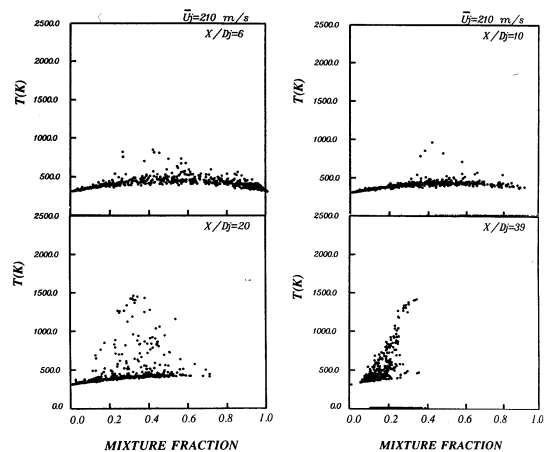 Ūj=210 m/s
X/Dj=6
2500.0
2000.0
1500.0
1000.0
500.0
T(K)
Ūj=210 m/s
X/Dj=10
2500.0
2000.0
1500.0
1000.0
500.0
T(K)
X/Dj=20
2500.0
2000.0
1500.0
1000.0
500.0
0.0
T(K)
0.0 0.2 0.4 0.6 0.8 1.0
MIXTURE FRACTION
X/Dj=39
2500.0
2000.0
1500.0
1000.0
500.0
0.0
T(K)
0.0 0.2 0.4 0.6 0.8 1.0
MIXTURE FRACTION